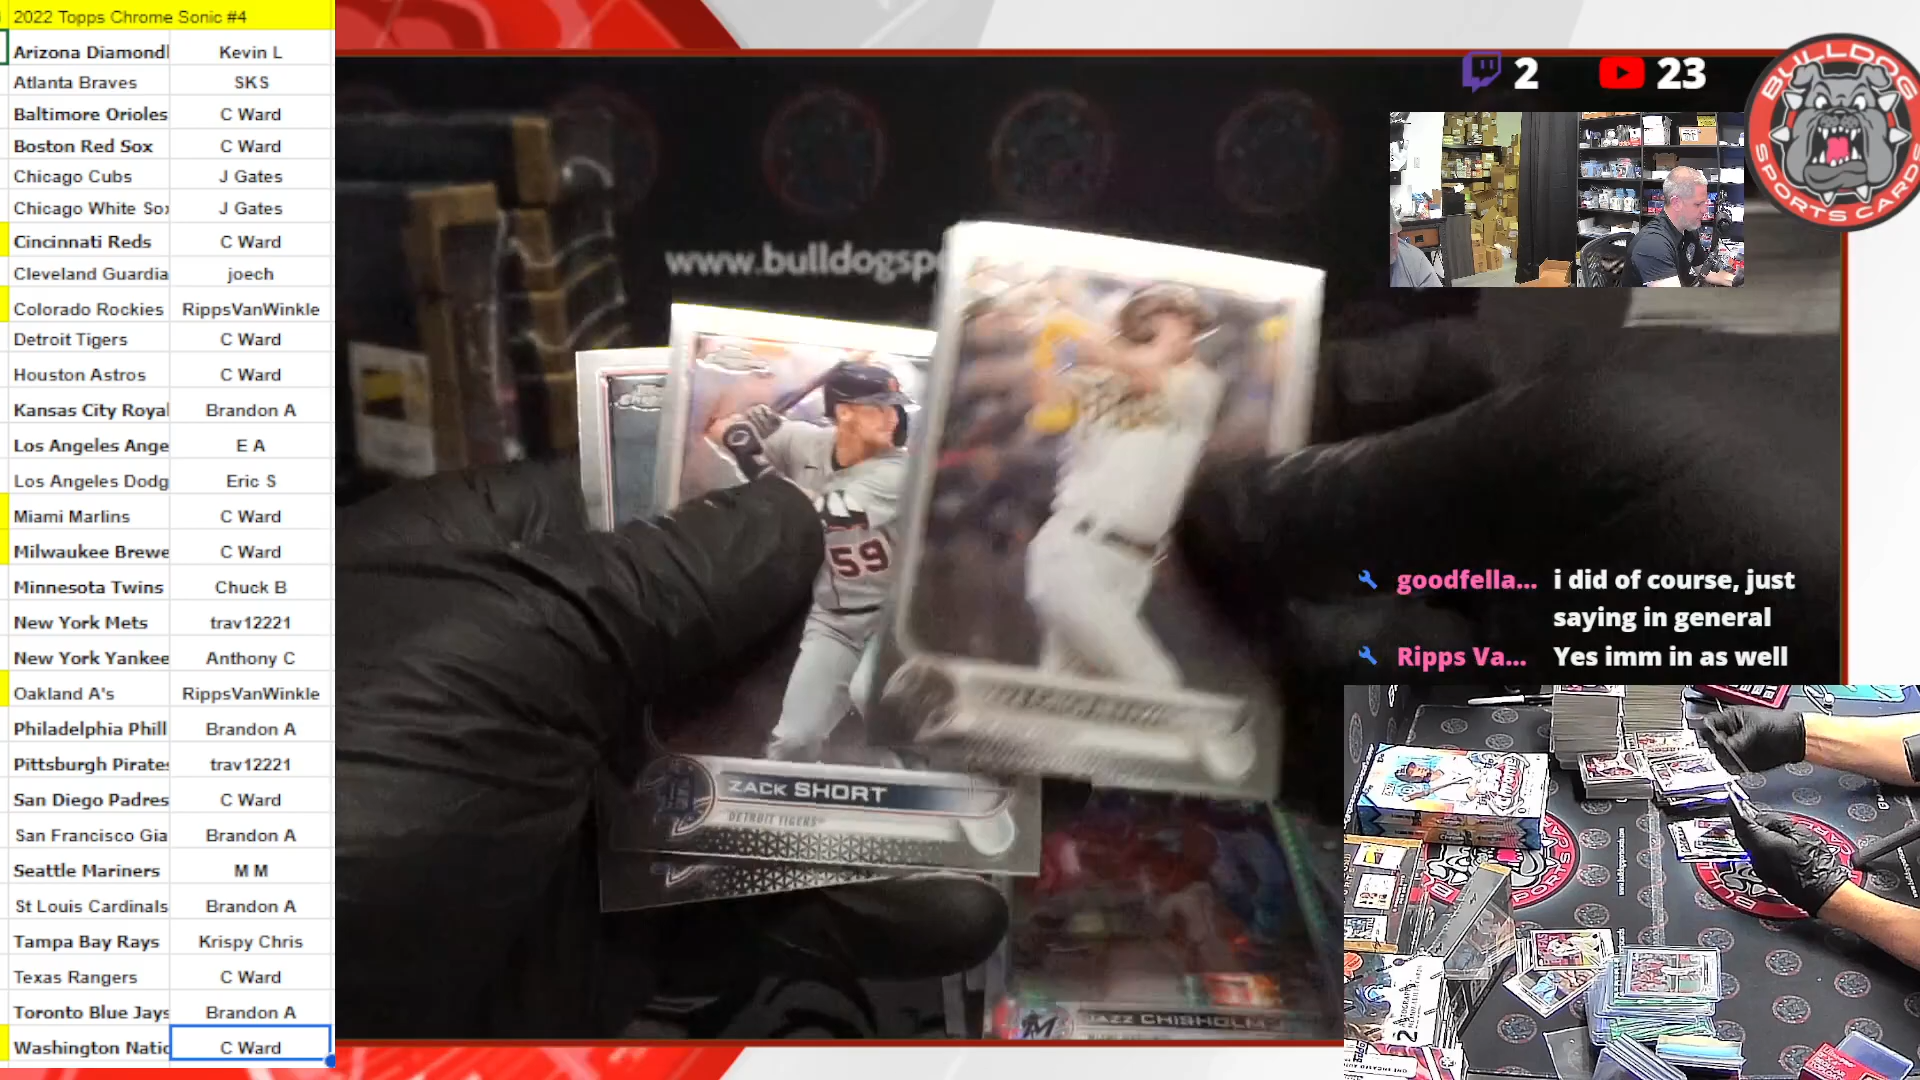 2022 Topps Chrome Sonic #4
Arizona Diamond Kevin L
Atlanta Braves SKS
Baltimore Orioles C Ward
Boston Red Sox C Ward
Chicago Cubs J Gates
Chicago White Sox J Gates
Cincinnati Reds C Ward
Cleveland Guardia joech
Colorado Rockies RippsVanWinkle
Detroit Tigers C Ward
Houston Astros C Ward
Kansas City Royal Brandon A
Los Angeles Ange E A
Los Angeles Dodg Eric S
Miami Marlins C Ward
Milwaukee Brewe C Ward
Minnesota Twins Chuck B
New York Mets trav12221
New York Yankee Anthony C
Oakland A's RippsVanWinkle
Philadelphia Phill Brandon A
Pittsburgh Pirates trav12221
San Diego Padres C Ward
San Francisco Gia Brandon A
Seattle Mariners M M
St Louis Cardinals Brandon A
Tampa Bay Rays Krispy Chris
Texas Rangers C Ward
Toronto Blue Jays Brandon A
Washington Natio C Ward
2 23
BULLDOG
SPORTS CARDS
www.bulldogsp
59
ZACK SHORT
DETROIT TIGERS
JAZZ CHISHOLM
goodfella... i did of course, just
saying in general
Ripps Va... Yes imm in as well